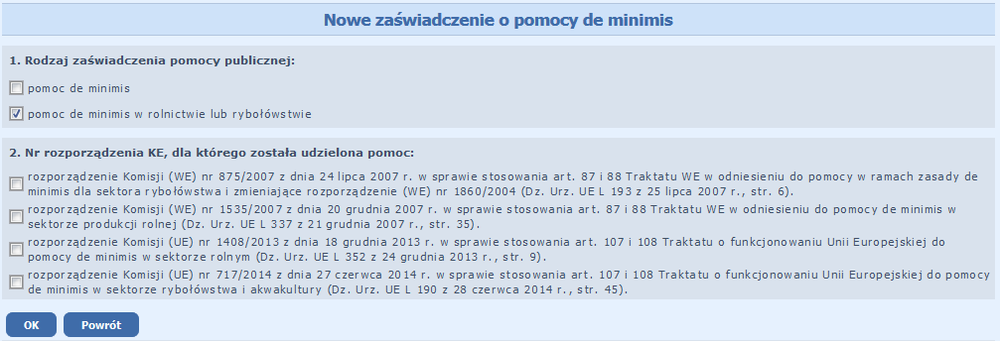 Nowe zaświadczenie o pomocy de minimis
1. Rodzaj zaświadczenia pomocy publicznej:
pomoc de minimis
pomoc de minimis w rolnictwie lub rybołówstwie
2. Nr rozporządzenia KE, dla którego została udzielona pomoc:
rozporządzenie Komisji (WE) nr 875/2007 z dnia 24 lipca 2007 r. w sprawie stosowania art. 87 i 88 Traktatu WE w odniesieniu do pomocy w ramach zasady de
minimis dla sektora rybołówstwa i zmieniające rozporządzenie (WE) nr 1860/2004 (Dz. Urz. UE L 193 z 25 lipca 2007 r., str. 6).
rozporządzenie Komisji (WE) nr 1535/2007 z dnia 20 grudnia 2007 r. w sprawie stosowania art. 87 i 88 Traktatu WE w odniesieniu do pomocy de minimis w
sektorze produkcji rolnej (Dz. Urz. UE L 337 z 21 grudnia 2007 r., str. 35).
rozporządzenie Komisji (UE) nr 1408/2013 z dnia 18 grudnia 2013 r. w sprawie stosowania art. 107 i 108 Traktatu o funkcjonowaniu Unii Europejskiej do
pomocy de minimis w sektorze rolnym (Dz. Urz. UE L 352 z 24 grudnia 2013 r., str. 9).
rozporządzenie Komisji (UE) nr 717/2014 z dnia 27 czerwca 2014 r. w sprawie stosowania art. 107 i 108 Traktatu o funkcjonowaniu Unii Europejskiej do pomocy
de minimis w sektorze rybołówstwa i akwakultury (Dz. Urz. UE L 190 z 28 czerwca 2014 r., str. 45).
OK Powrót